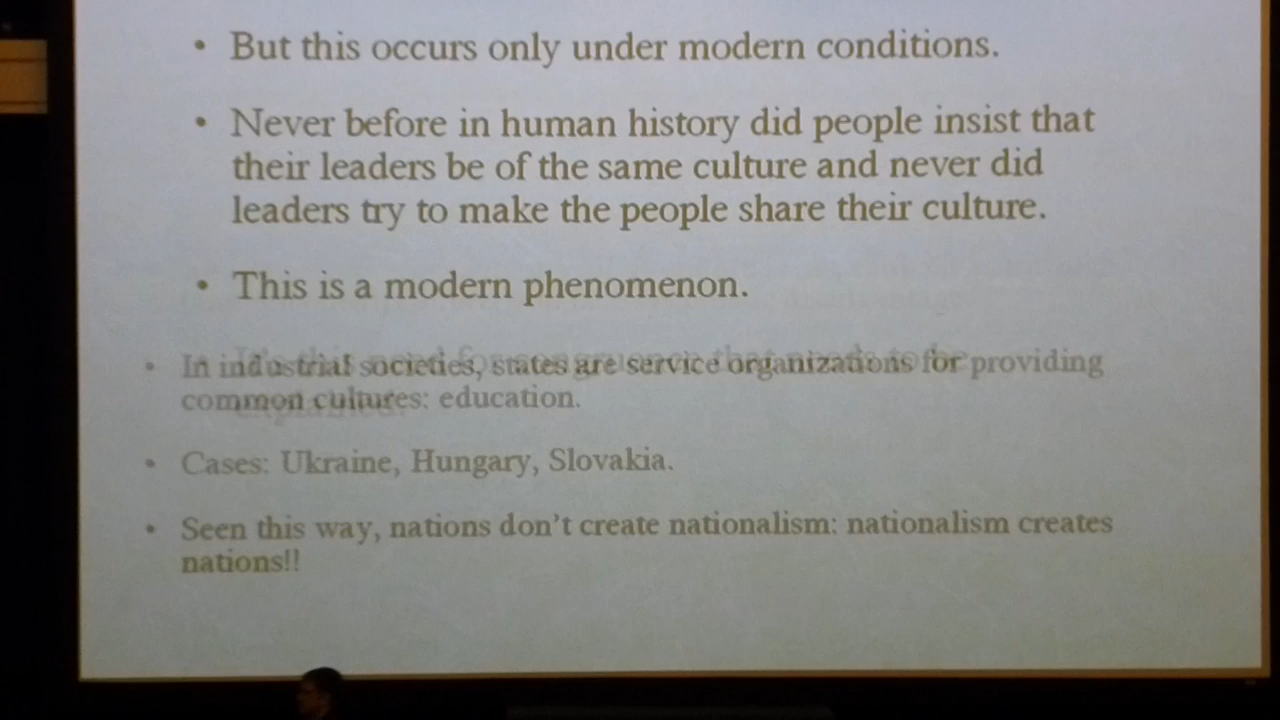 • But this occurs only under modern conditions.
• Never before in human history did people insist that
their leaders be of the same culture and never did
leaders try to make the people share their culture.
• This is a modern phenomenon.
• In industrial societies, states are service organizations for providing
common cultures: education.
• Cases: Ukraine, Hungary, Slovakia.
• Seen this way, nations don't create nationalism: nationalism creates
nations!!